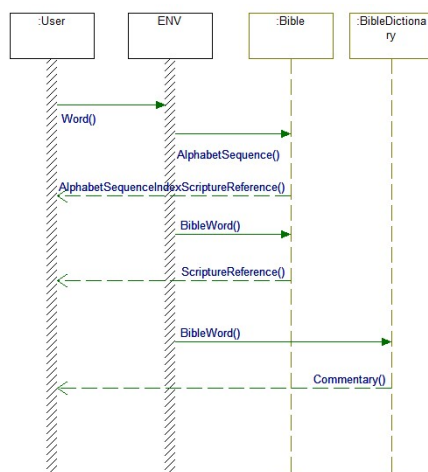 :User
ENV
:Bible
:BibleDictiona
ry
Word()
AlphabetSequence()
AlphabetSequenceIndexScriptureReference()
BibleWord()
ScriptureReference()
BibleWord()
Commentary()